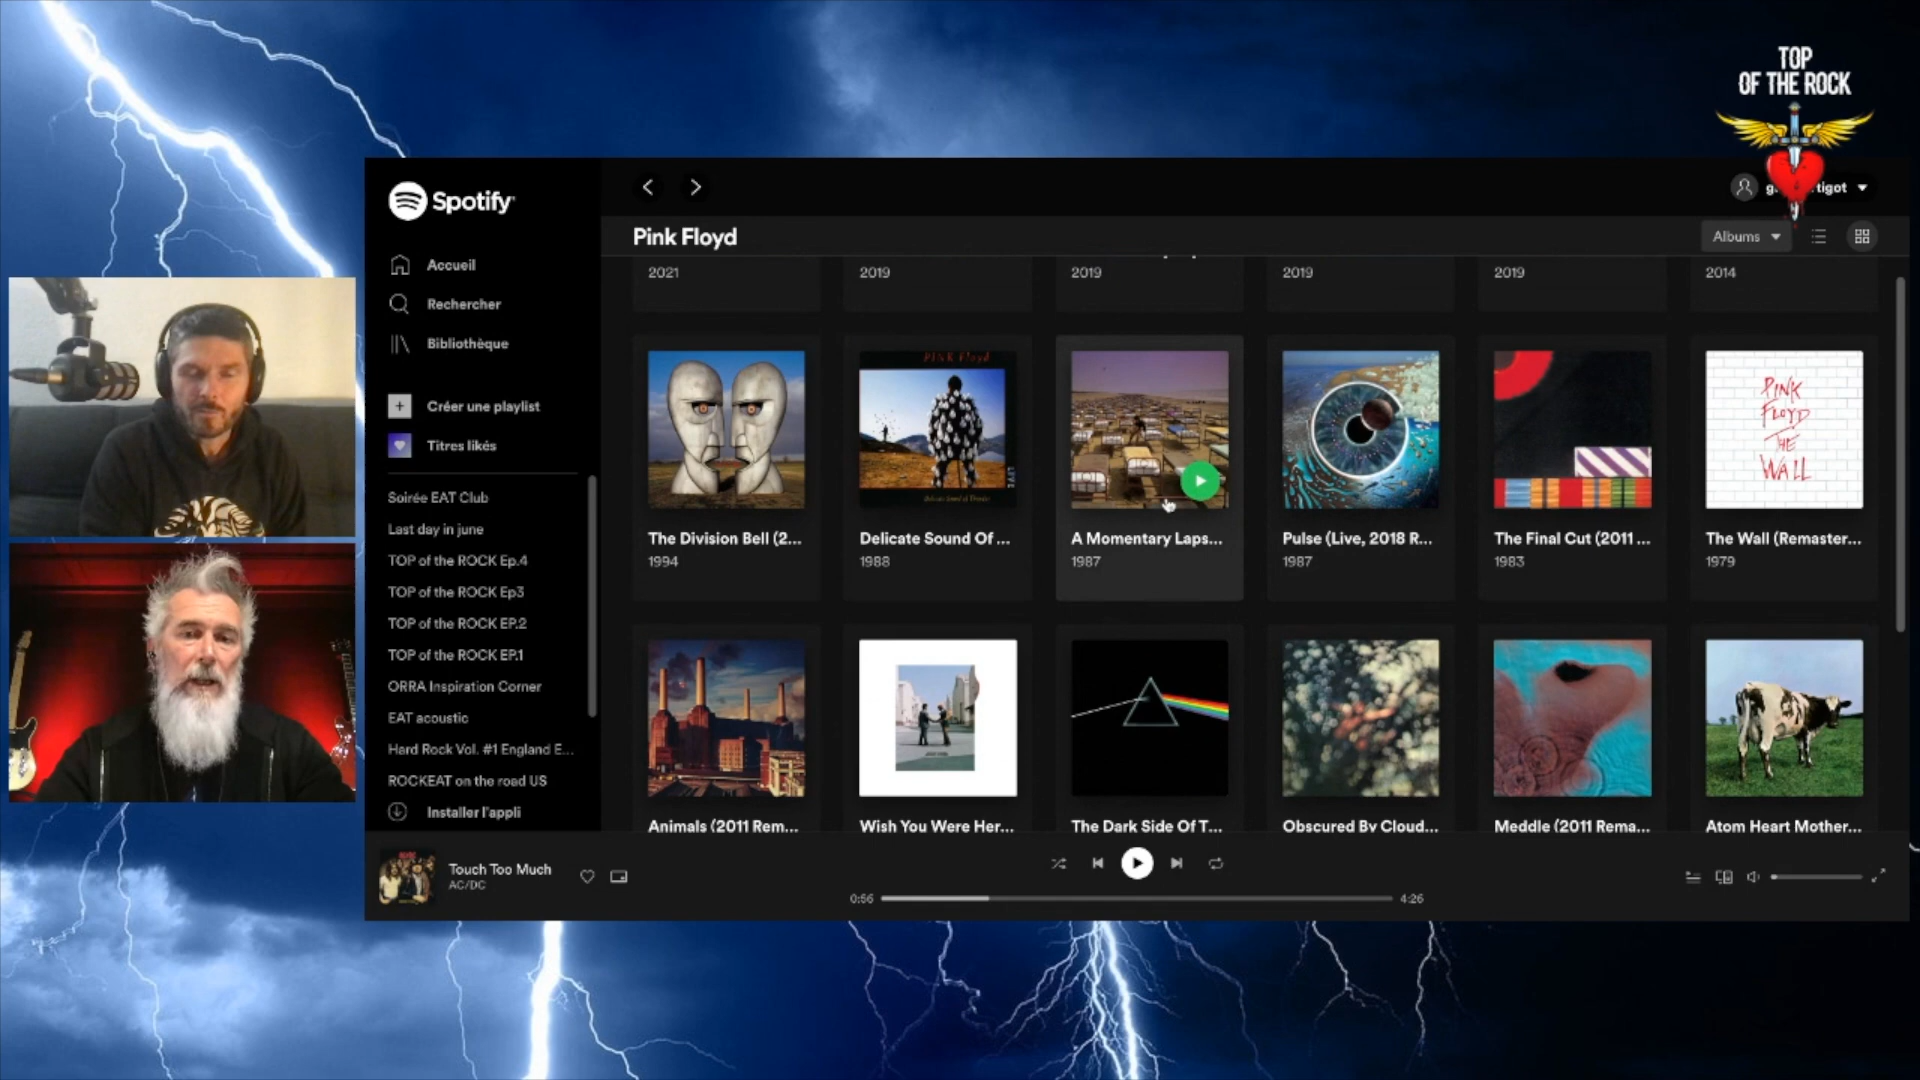 TOP
OF THE ROCK
Spotify
Accueil
Rechercher
Bibliothèque
Créer une playlist
Titres likés
Soirée EAT Club
Last day in june
TOP of the ROCK Ep.4
TOP of the ROCK Ep3
TOP of the ROCK EP.2
TOP of the ROCK EP.1
ORRA Inspiration Corner
EAT acoustic
Hard Rock Vol. #1 England E...
ROCKEAT on the road US
Installer l'appli
Pink Floyd
Albums
2021
2019
2019
2019
2019
2014
PINK Floyd
LIVE
PINK
FLOYD
THE
WALL
The Division Bell (2...
1994
Delicate Sound Of ...
1988
A Momentary Laps...
1987
Pulse (Live, 2018 R...
1987
The Final Cut (2011 ...
1983
The Wall (Remaster...
1979
Animals (2011 Rem...
Wish You Were Her...
The Dark Side Of T...
Obscured By Cloud...
Meddle (2011 Rema...
Atom Heart Mother...
Touch Too Much
AC/DC
0:56
4:26